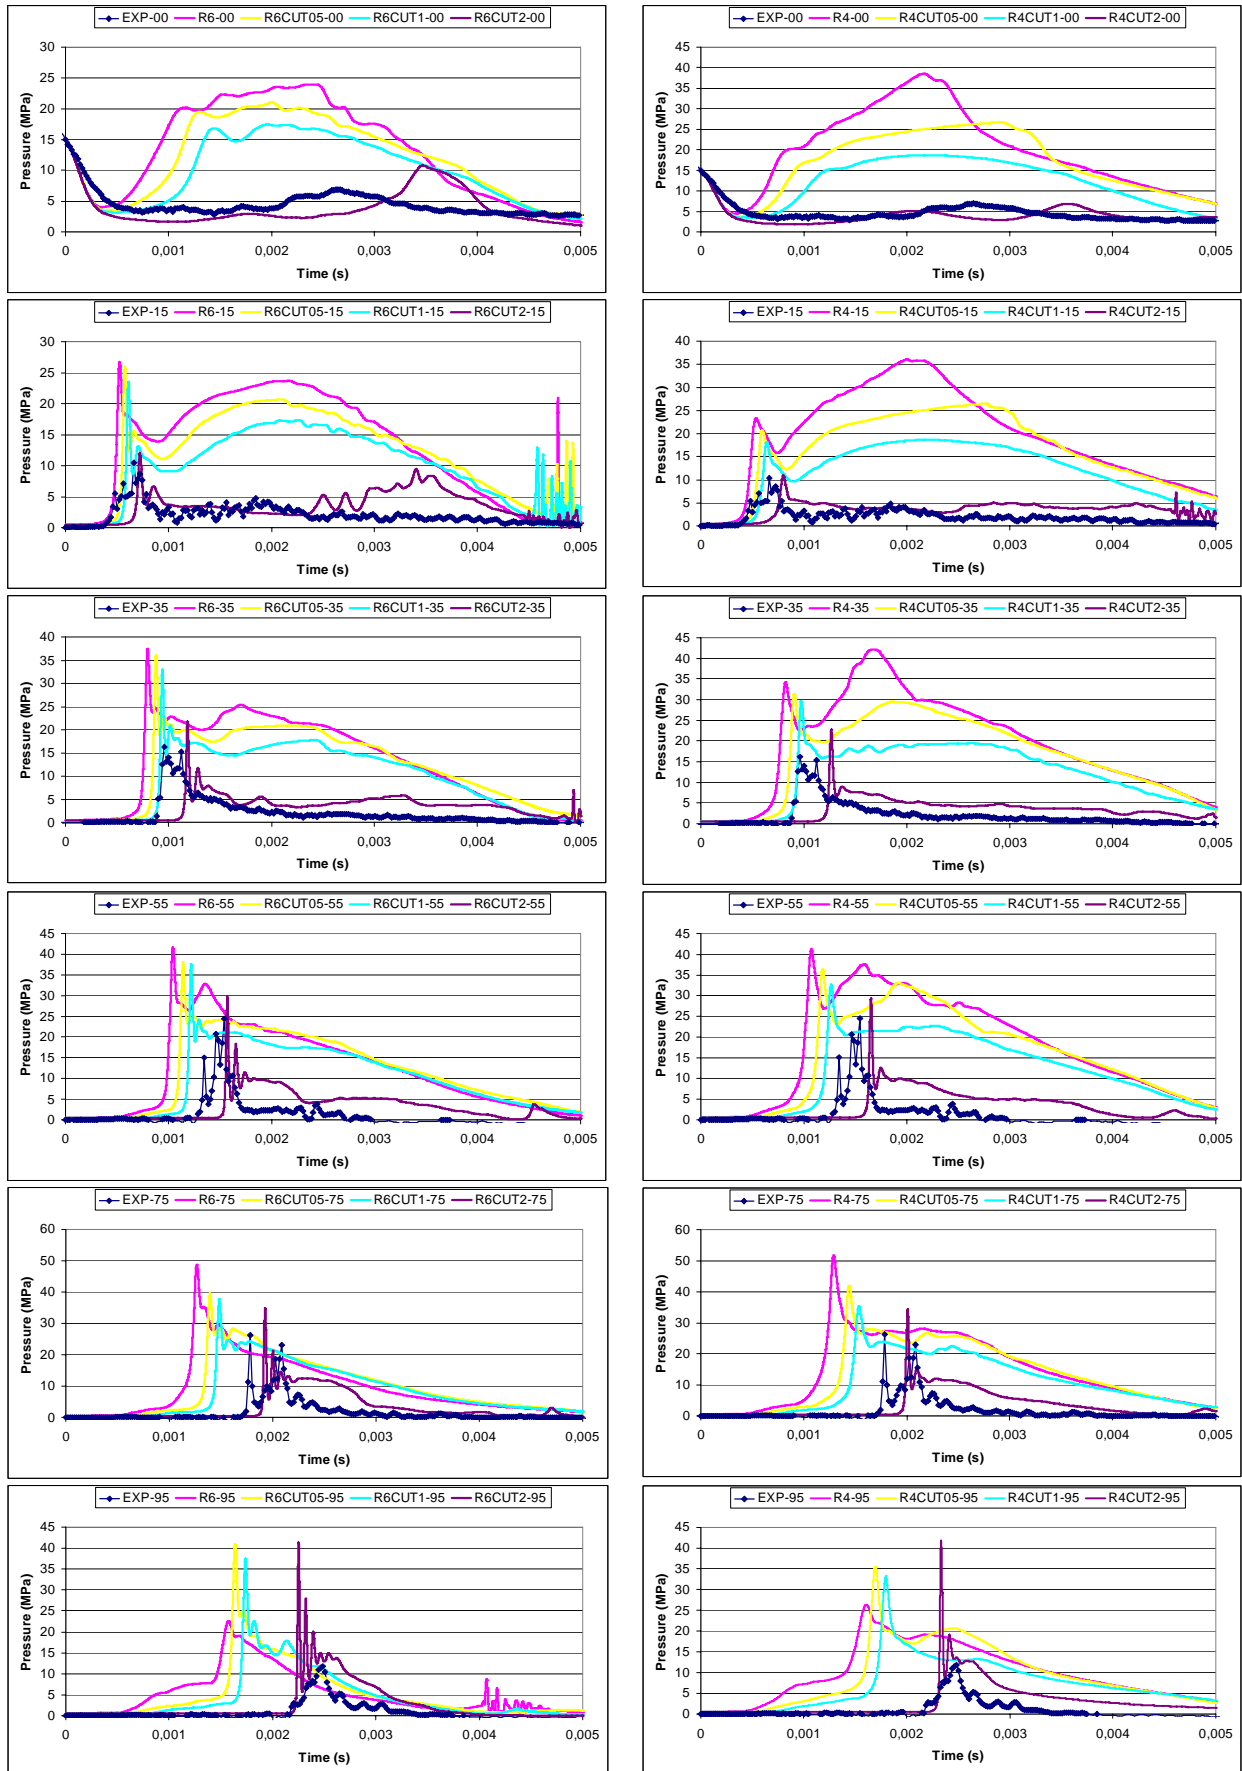 EXP-00 R6-00 R6CUT05-00 R6CUT1-00 R6CUT2-00
30
25
20
15
10
5
0
Pressure (MPa)
0 0,001 0,002 0,003 0,004 0,005
Time (s)
EXP-00 R4-00 R4CUT05-00 R4CUT1-00 R4CUT2-00
45
40
35
30
25
20
15
10
5
0
Pressure (MPa)
0 0,001 0,002 0,003 0,004 0,005
Time (s)
EXP-15 R6-15 R6CUT05-15 R6CUT1-15 R6CUT2-15
30
25
20
15
10
5
0
Pressure (MPa)
0 0,001 0,002 0,003 0,004 0,005
Time (s)
EXP-15 R4-15 R4CUT05-15 R4CUT1-15 R4CUT2-15
40
35
30
25
20
15
10
5
0
Pressure (MPa)
0 0,001 0,002 0,003 0,004 0,005
Time (s)
EXP-35 R6-35 R6CUT05-35 R6CUT1-35 R6CUT2-35
40
35
30
25
20
15
10
5
0
Pressure (MPa)
0 0,001 0,002 0,003 0,004 0,005
Time (s)
EXP-35 R4-35 R4CUT05-35 R4CUT1-35 R4CUT2-35
45
40
35
30
25
20
15
10
5
0
Pressure (MPa)
0 0,001 0,002 0,003 0,004 0,005
Time (s)
EXP-55 R6-55 R6CUT05-55 R6CUT1-55 R6CUT2-55
45
40
35
30
25
20
15
10
5
0
Pressure (MPa)
0 0,001 0,002 0,003 0,004 0,005
Time (s)
EXP-55 R4-55 R4CUT05-55 R4CUT1-55 R4CUT2-55
45
40
35
30
25
20
15
10
5
0
Pressure (MPa)
0 0,001 0,002 0,003 0,004 0,005
Time (s)
EXP-75 R6-75 R6CUT05-75 R6CUT1-75 R6CUT2-75
60
50
40
30
20
10
0
Pressure (MPa)
0 0,001 0,002 0,003 0,004 0,005
Time (s)
EXP-75 R4-75 R4CUT05-75 R4CUT1-75 R4CUT2-75
60
50
40
30
20
10
0
Pressure (MPa)
0 0,001 0,002 0,003 0,004 0,005
Time (s)
EXP-95 R6-95 R6CUT05-95 R6CUT1-95 R6CUT2-95
45
40
35
30
25
20
15
10
5
0
Pressure (MPa)
0 0,001 0,002 0,003 0,004 0,005
Time (s)
EXP-95 R4-95 R4CUT05-95 R4CUT1-95 R4CUT2-95
45
40
35
30
25
20
15
10
5
0
Pressure (MPa)
0 0,001 0,002 0,003 0,004 0,005
Time (s)